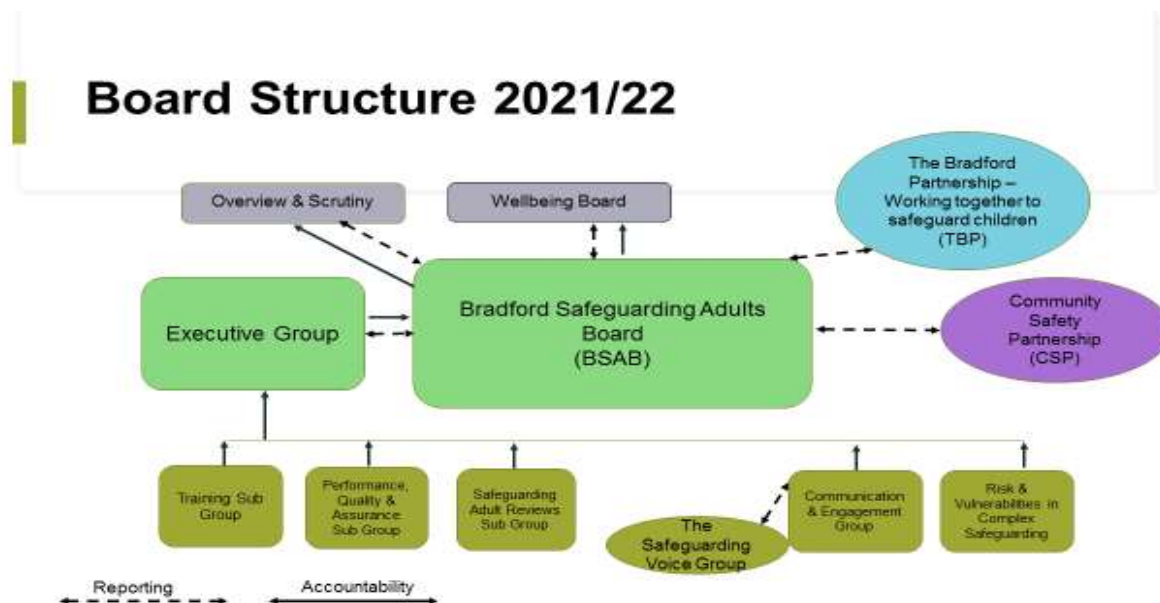 Board Structure 2021/22
Overview & Scrutiny
Wellbeing Board
The Bradford
Partnership –
Working together to
safeguard children
(TBP)
Executive Group
Bradford Safeguarding Adults
Board
(BSAB)
Community
Safety
Partnership
(CSP)
Training Sub
Group
Performance,
Quality &
Assurance
Sub Group
Safeguarding
Adult Reviews
Sub Group
The
Safeguarding
Voice Group
Communication
& Engagement
Group
Risk &
Vulnerabilities in
Complex
Safeguarding
Reporting
Accountability